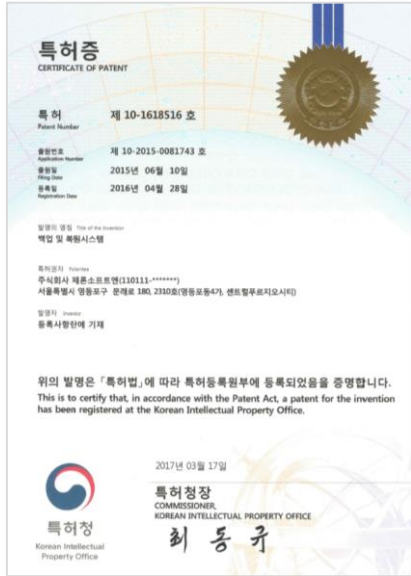 특허증
CERTIFICATE OF PATENT
특허 제 10-1618516 호
Patent Number
출원번호 제 10-2015-0081743 호
Application Number
출원일 2015년 06월 10일
Filing Date
등록일 2016년 04월 28일
Registration Date
발명의 명칭 Title of the Invention
백업 및 복원시스템
특허권자 Patentee
주식회사 제론소프트엔(110111-*******)
서울특별시 영등포구 문래로 180, 2310호(영등포동4가, 센트럴푸르지오시티)
발명자 Inventor
등록사항란에 기재
위의 발명은 「특허법」에 따라 특허등록원부에 등록되었음을 증명합니다.
This is to certify that, in accordance with the Patent Act, a patent for the invention
has been registered at the Korean Intellectual Property Office.
2017년 03월 17일
특허청장
COMMISSIONER,
KOREAN INTELLECTUAL PROPERTY OFFICE
최동규
특허청
Korean Intellectual
Property Office